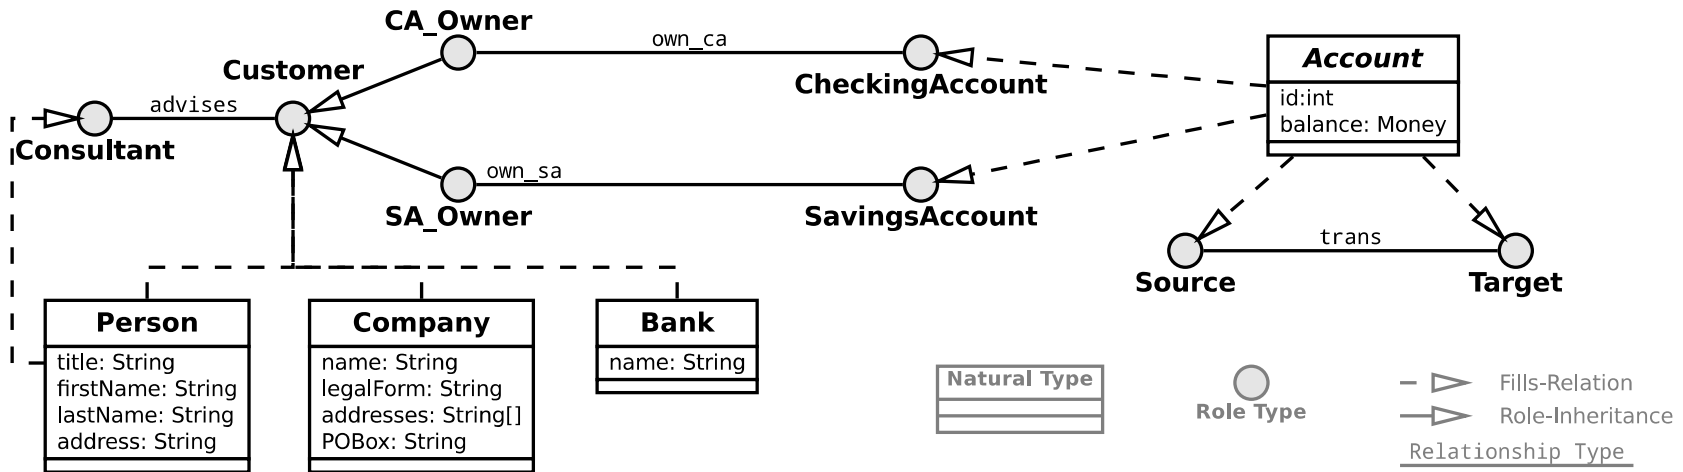 CA_Owner
own_ca
CheckingAccount
Account
id:int
balance: Money
Customer
advises
Consultant
own_sa
SA_Owner
SavingsAccount
trans
Source
Target
Person
title: String
firstName: String
lastName: String
address: String
Company
name: String
legalForm: String
addresses: String[]
POBox: String
Bank
name: String
Natural Type
Role Type
Fills-Relation
Role-Inheritance
Relationship Type